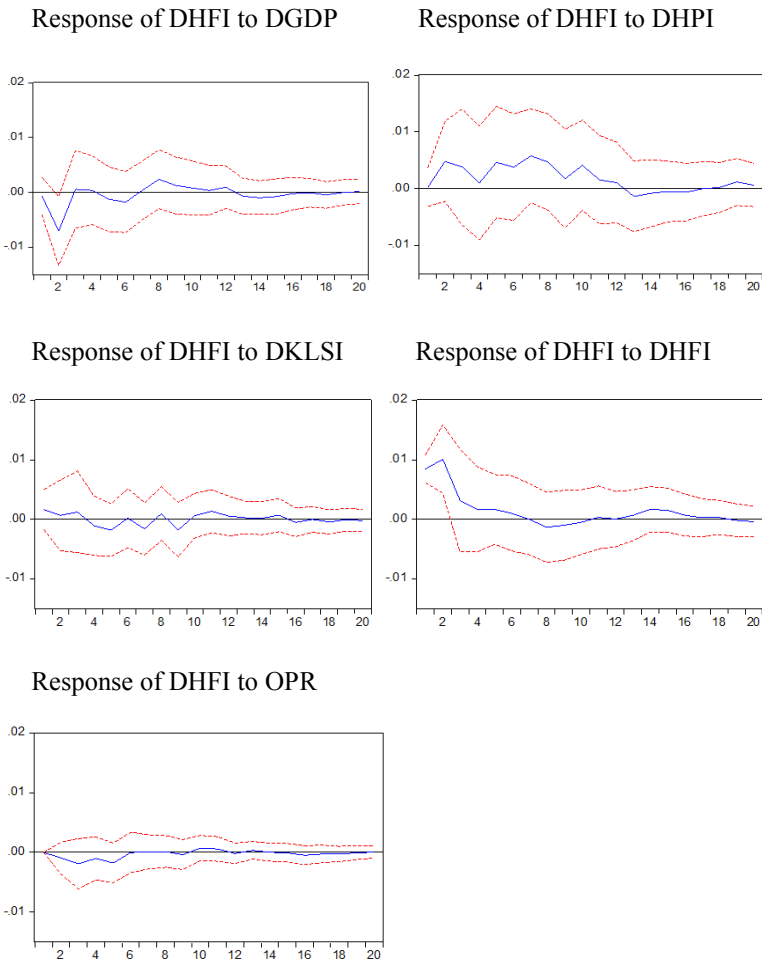 Response of DHFI to DGDP
Response of DHFI to DHPI
.02
.01
.00
-.01
2 4 6 8 10 12 14 16 18 20
.02
.01
.00
-.01
2 4 6 8 10 12 14 16 18 20
Response of DHFI to DKLSI
Response of DHFI to DHFI
.02
.01
.00
-.01
2 4 6 8 10 12 14 16 18 20
.02
.01
.00
-.01
2 4 6 8 10 12 14 16 18 20
Response of DHFI to OPR
.02
.01
.00
-.01
2 4 6 8 10 12 14 16 18 20